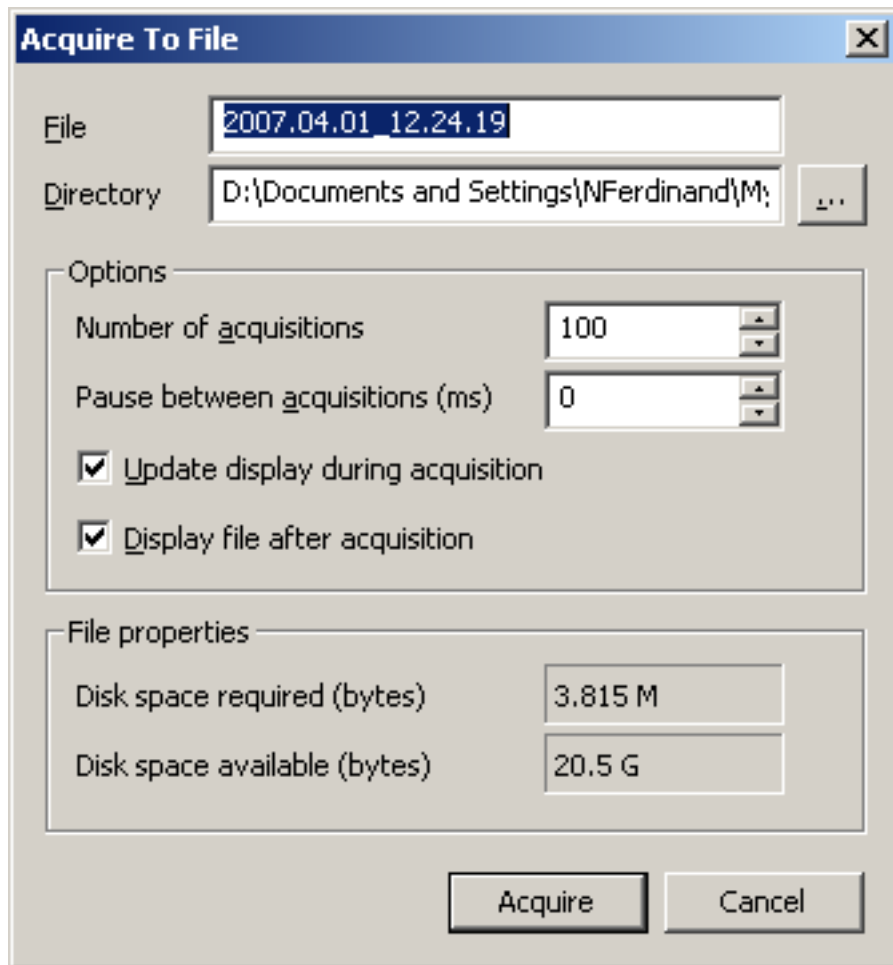 Acquire To File
File 2007.04.01_12.24.19
Directory D:\Documents and Settings\NFerdinand\My ...
Options
Number of acquisitions 100
Pause between acquisitions (ms) 0
Update display during acquisition
Display file after acquisition
File properties
Disk space required (bytes) 3.815 M
Disk space available (bytes) 20.5 G
Acquire Cancel